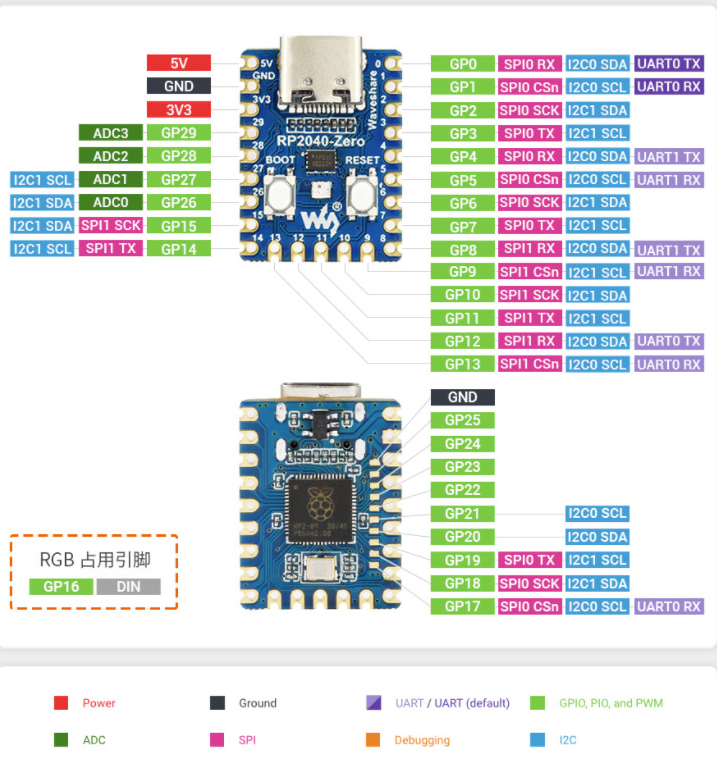 5V
GND
3V3
ADC3 GP29
ADC2 GP28
I2C1 SCL ADC1 GP27
I2C1 SDA ADC0 GP26
I2C1 SDA SPI1 SCK GP15
I2C1 SCL SPI1 TX GP14
5V
GND
3V3
29
28
27
26
15
14 13 12 11 10 9 8
0
1
2
3
4
5
6
7
Waveshare
RP2040-Zero
BOOT RESET
GP0 SPI0 RX I2C0 SDA UART0 TX
GP1 SPI0 CSn I2C0 SCL UART0 RX
GP2 SPI0 SCK I2C1 SDA
GP3 SPI0 TX I2C1 SCL
GP4 SPI0 RX I2C0 SDA UART1 TX
GP5 SPI0 CSn I2C0 SCL UART1 RX
GP6 SPI0 SCK I2C1 SDA
GP7 SPI0 TX I2C1 SCL
GP8 SPI1 RX I2C0 SDA UART1 TX
GP9 SPI1 CSn I2C1 SCL UART1 RX
GP10 SPI1 SCK I2C1 SDA
GP11 SPI1 TX I2C1 SCL
GP12 SPI1 RX I2C0 SDA UART0 TX
GP13 SPI1 CSn I2C0 SCL UART0 RX
GND
GP25
GP24
GP23
GP22
GP21 I2C0 SCL
GP20 I2C0 SDA
GP19 SPI0 TX I2C1 SCL
GP18 SPI0 SCK I2C1 SDA
GP17 SPI0 CSn I2C0 SCL UART0 RX
RGB 占用引脚
GP16 DIN
Power Ground UART / UART (default) GPIO, PIO, and PWM
ADC SPI Debugging I2C